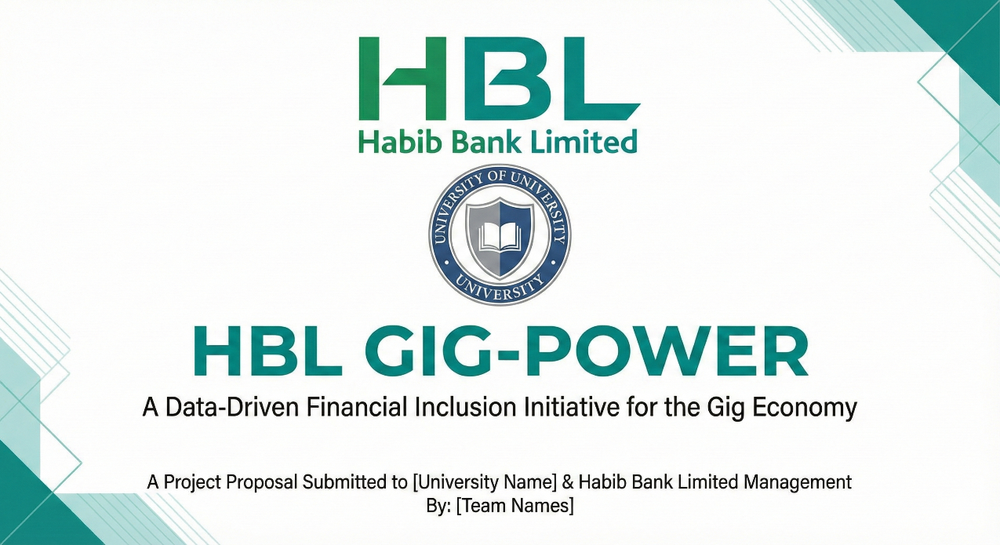 HBL
Habib Bank Limited
UNIVERSITY OF UNIVERSITY
UNIVERSITY
HBL GIG-POWER
A Data-Driven Financial Inclusion Initiative for the Gig Economy
A Project Proposal Submitted to [University Name] & Habib Bank Limited Management
By: [Team Names]